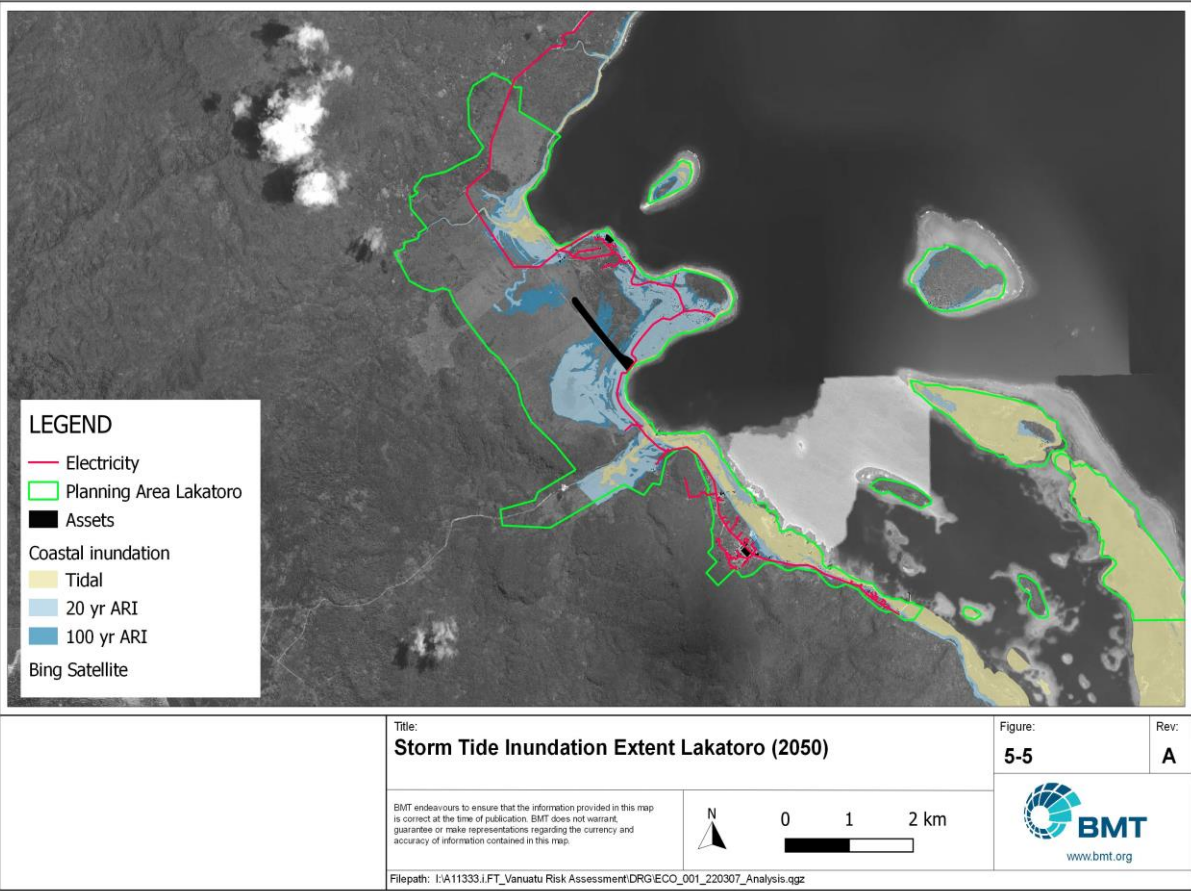 LEGEND
Electricity
Planning Area Lakatoro
Assets
Coastal inundation
Tidal
20 yr ARI
100 yr ARI
Bing Satellite
Title:
Storm Tide Inundation Extent Lakatoro (2050)
Figure:
5-5
Rev:
A
BMT endeavours to ensure that the information provided in this map
is correct at the time of publication. BMT does not warrant,
guarantee or make representations regarding the currency and
accuracy of information contained in this map.
N
0 1 2 km
BMT
www.bmt.org
Filepath: I:\A11333.i.FT_Vanuatu Risk Assessment\DRG\ECO_001_220307_Analysis.qgz